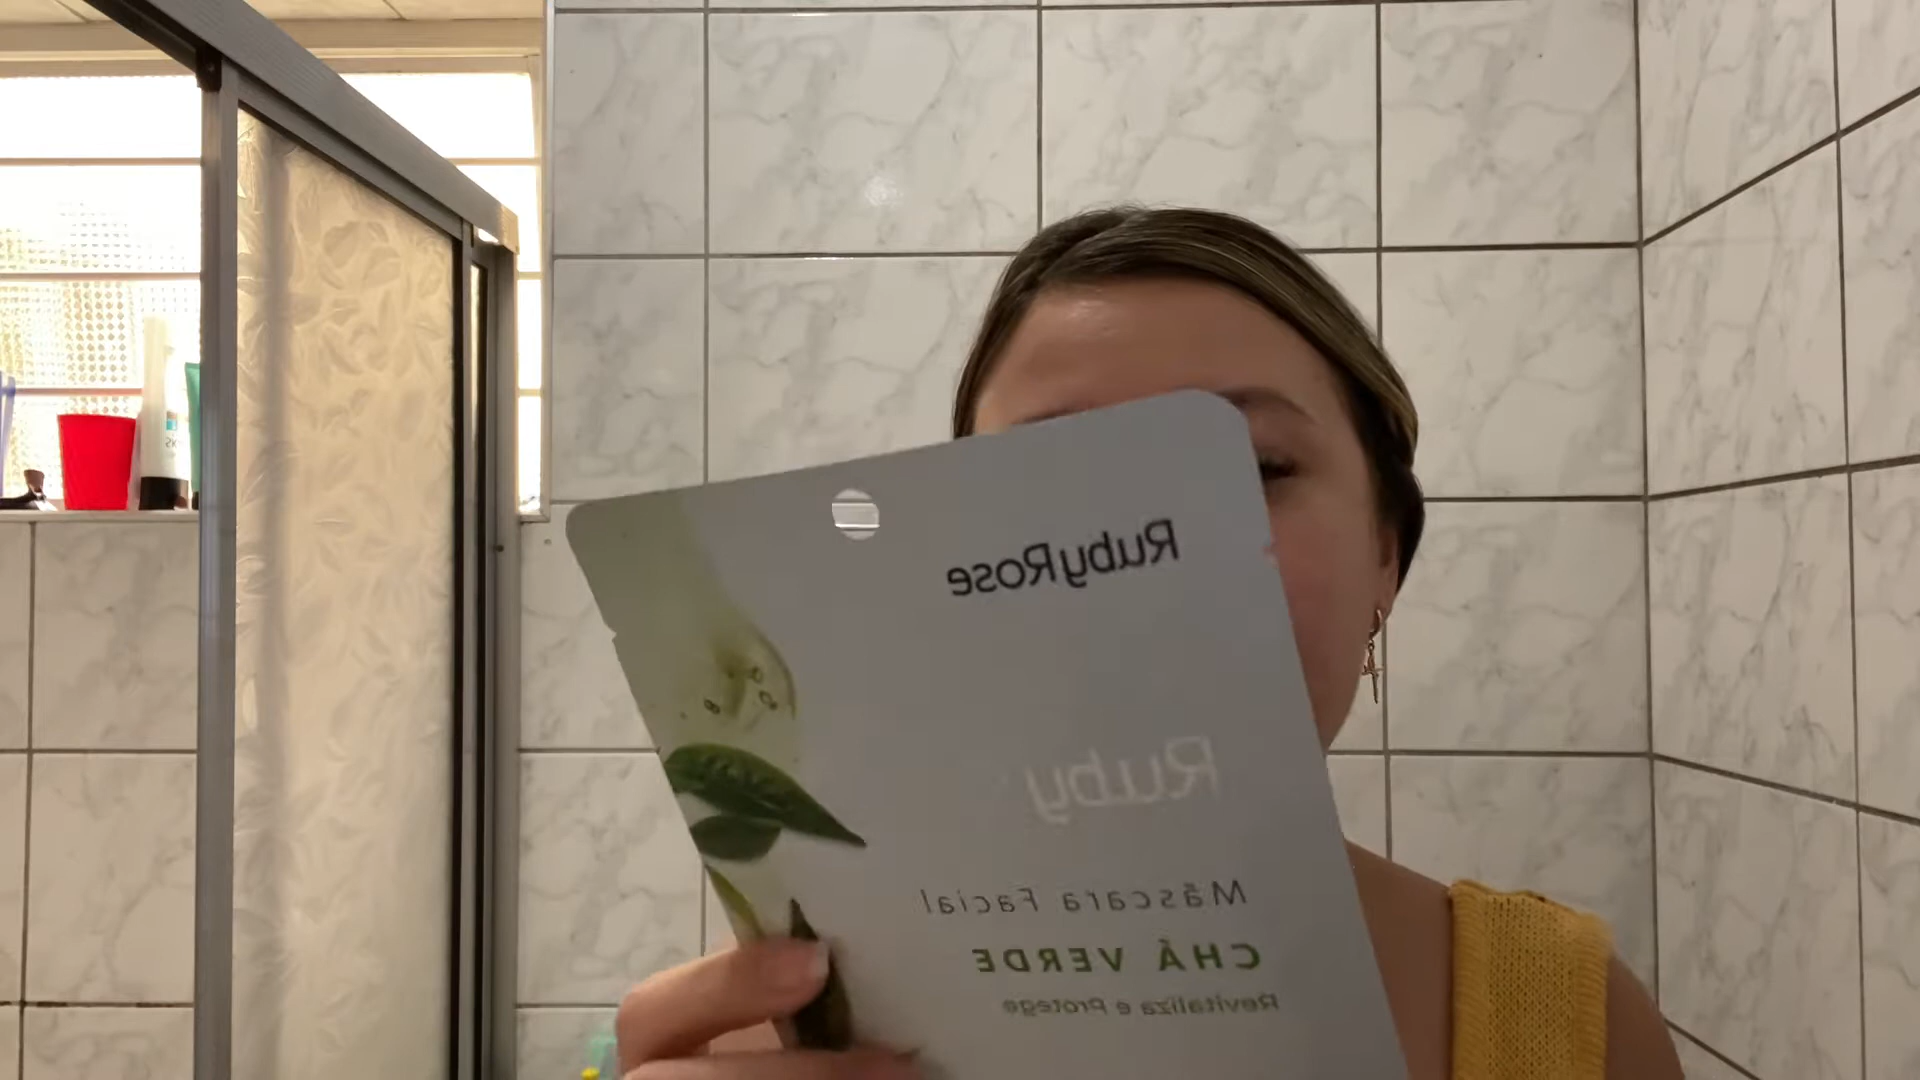 RubyRose
Ruby
Máscara Facial
CHÁ VERDE
Revitaliza e Protege